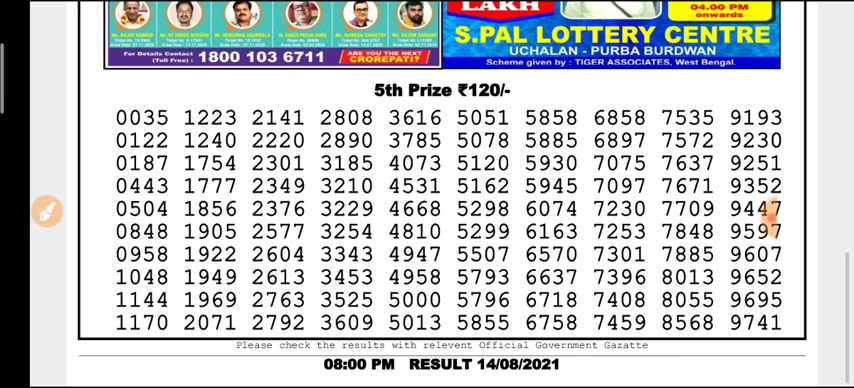 LAKH
04.00 PM
onwards
S.PAL LOTTERY CENTRE
UCHALAN - PURBA BURDWAN
Scheme given by : TIGER ASSOCIATES, West Bengal.
For Details Contact
(Toll Free) : 1800 103 6711
ARE YOU THE NEXT
CROREPATI?
5th Prize ₹120/-
0035 1223 2141 2808 3616 5051 5858 6858 7535 9193
0122 1240 2220 2890 3785 5078 5885 6897 7572 9230
0187 1754 2301 3185 4073 5120 5930 7075 7637 9251
0443 1777 2349 3210 4531 5162 5945 7097 7671 9352
0504 1856 2376 3229 4668 5298 6074 7230 7709 9447
0848 1905 2577 3254 4810 5299 6163 7253 7848 9597
0958 1922 2604 3343 4947 5507 6570 7301 7885 9607
1048 1949 2613 3453 4958 5793 6637 7396 8013 9652
1144 1969 2763 3525 5000 5796 6718 7408 8055 9695
1170 2071 2792 3609 5013 5855 6758 7459 8568 9741
Please check the results with relevent Official Government Gazatte
08:00 PM RESULT 14/08/2021